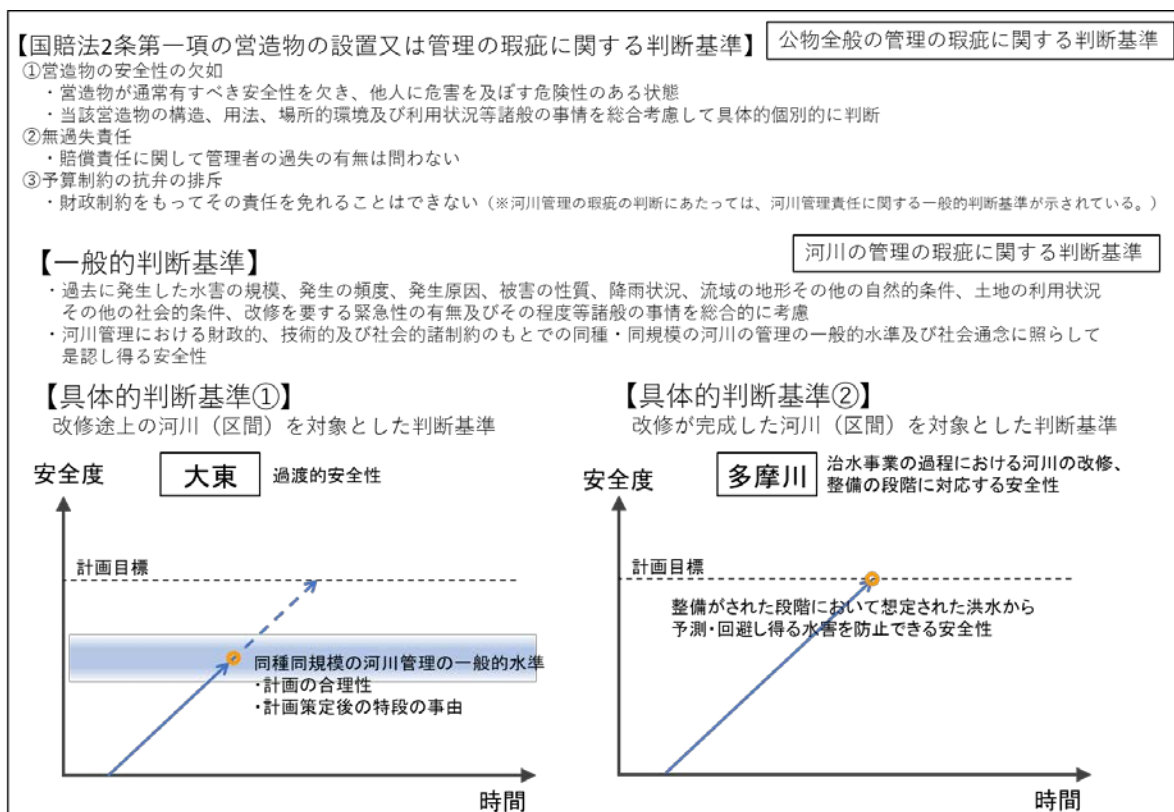 【国賠法2条第一項の営造物の設置又は管理の瑕疵に関する判断基準】
公物全般の管理の瑕疵に関する判断基準
①営造物の安全性の欠如
・営造物が通常有すべき安全性を欠き、他人に危害を及ぼす危険性のある状態
・当該営造物の構造、用法、場所的環境及び利用状況等諸般の事情を総合考慮して具体的個別的に判断
②無過失責任
・賠償責任に関して管理者の過失の有無は問わない
③予算制約の抗弁の排斥
・財政制約をもってその責任を免れることはできない（※河川管理の瑕疵の判断にあたっては、河川管理責任に関する一般的判断基準が示されている。）
河川の管理の瑕疵に関する判断基準
【一般的判断基準】
・過去に発生した水害の規模、発生の頻度、発生原因、被害の性質、降雨状況、流域の地形その他の自然的条件、土地の利用状況
その他の社会的条件、改修を要する緊急性の有無及びその程度等諸般の事情を総合的に考慮
・河川管理における財政的、技術的及び社会的諸制約のもとでの同種・同規模の河川の管理の一般的水準及び社会通念に照らして
是認し得る安全性
【具体的判断基準①】
改修途上の河川（区間）を対象とした判断基準
安全度
大東
過渡的安全性
計画目標
同種同規模の河川管理の一般的水準
・計画の合理性
・計画策定後の特段の事由
時間
【具体的判断基準②】
改修が完成した河川（区間）を対象とした判断基準
安全度
多摩川
治水事業の過程における河川の改修、
整備の段階に対応する安全性
計画目標
整備がされた段階において想定された洪水から
予測・回避し得る水害を防止できる安全性
時間